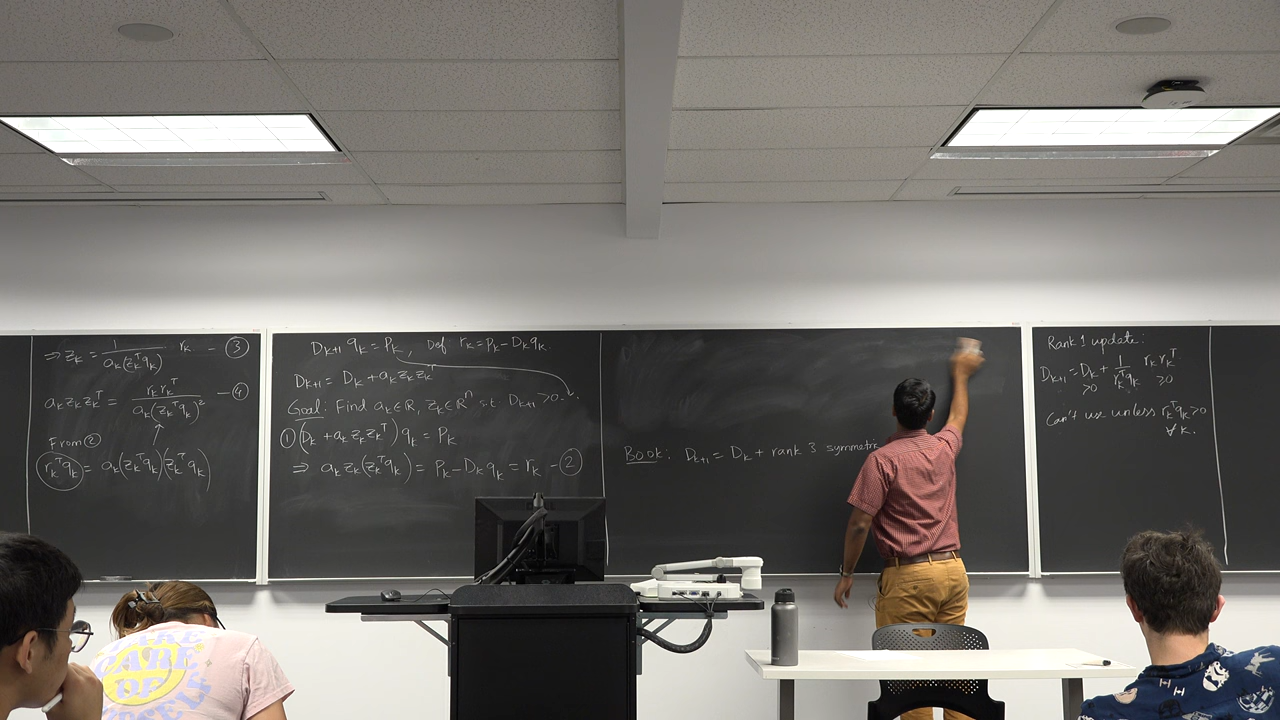 ⇒ z_k = 1/(a_k(z_k^T q_k)) · r_k — ③
a_k z_k z_k^T = r_k r_k^T / (a_k(z_k^T q_k)^2) — ④
From ②
r_k^T q_k = a_k(z_k^T q_k)(z_k^T q_k)
D_{k+1} q_k = P_k, Def r_k = P_k - D_k q_k.
D_{k+1} = D_k + a_k z_k z_k^T
Goal: Find a_k ∈ R, z_k ∈ R^n s.t. D_{k+1} > 0.
① (D_k + a_k z_k z_k^T) q_k = P_k
⇒ a_k z_k (z_k^T q_k) = P_k - D_k q_k = r_k — ②
Book: D_{k+1} = D_k + rank 3 symmetric
Rank 1 update:
D_{k+1} = D_k + 1/(r_k^T q_k) r_k r_k^T
>0 >0
Can't use unless r_k^T q_k > 0
∀ k.
TAKE
CARE
OF